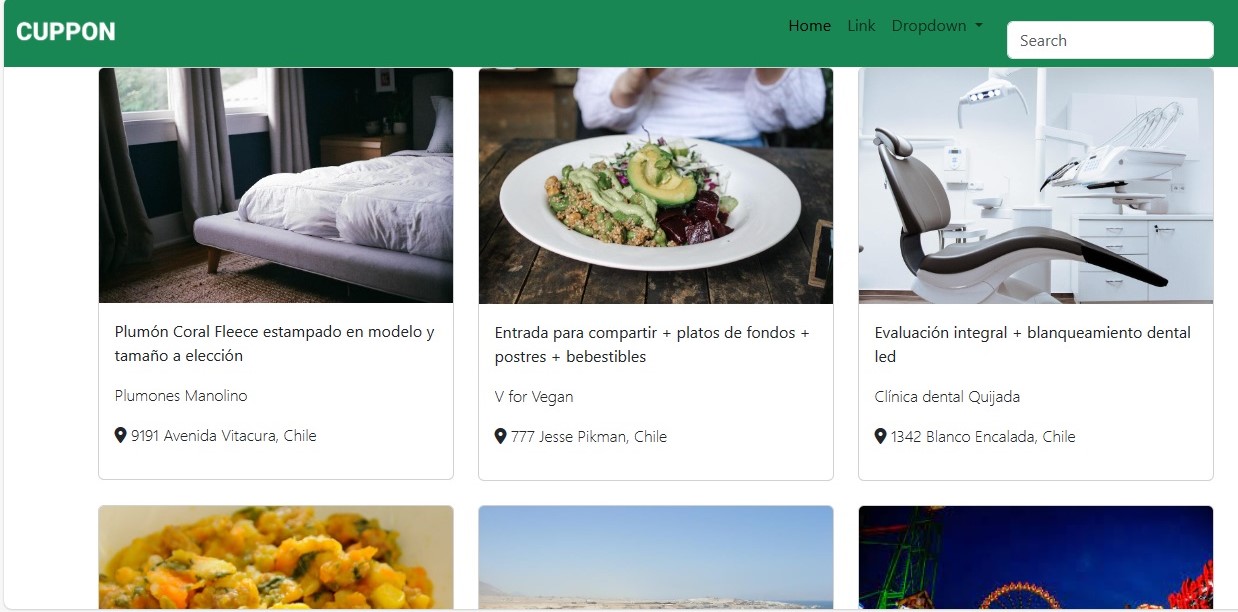 CUPPON
Home Link Dropdown
Search
Plumón Coral Fleece estampado en modelo y
tamaño a elección
Plumones Manolino
9191 Avenida Vitacura, Chile
Entrada para compartir + platos de fondos +
postres + bebestibles
V for Vegan
777 Jesse Pikman, Chile
Evaluación integral + blanqueamiento dental
led
Clínica dental Quijada
1342 Blanco Encalada, Chile